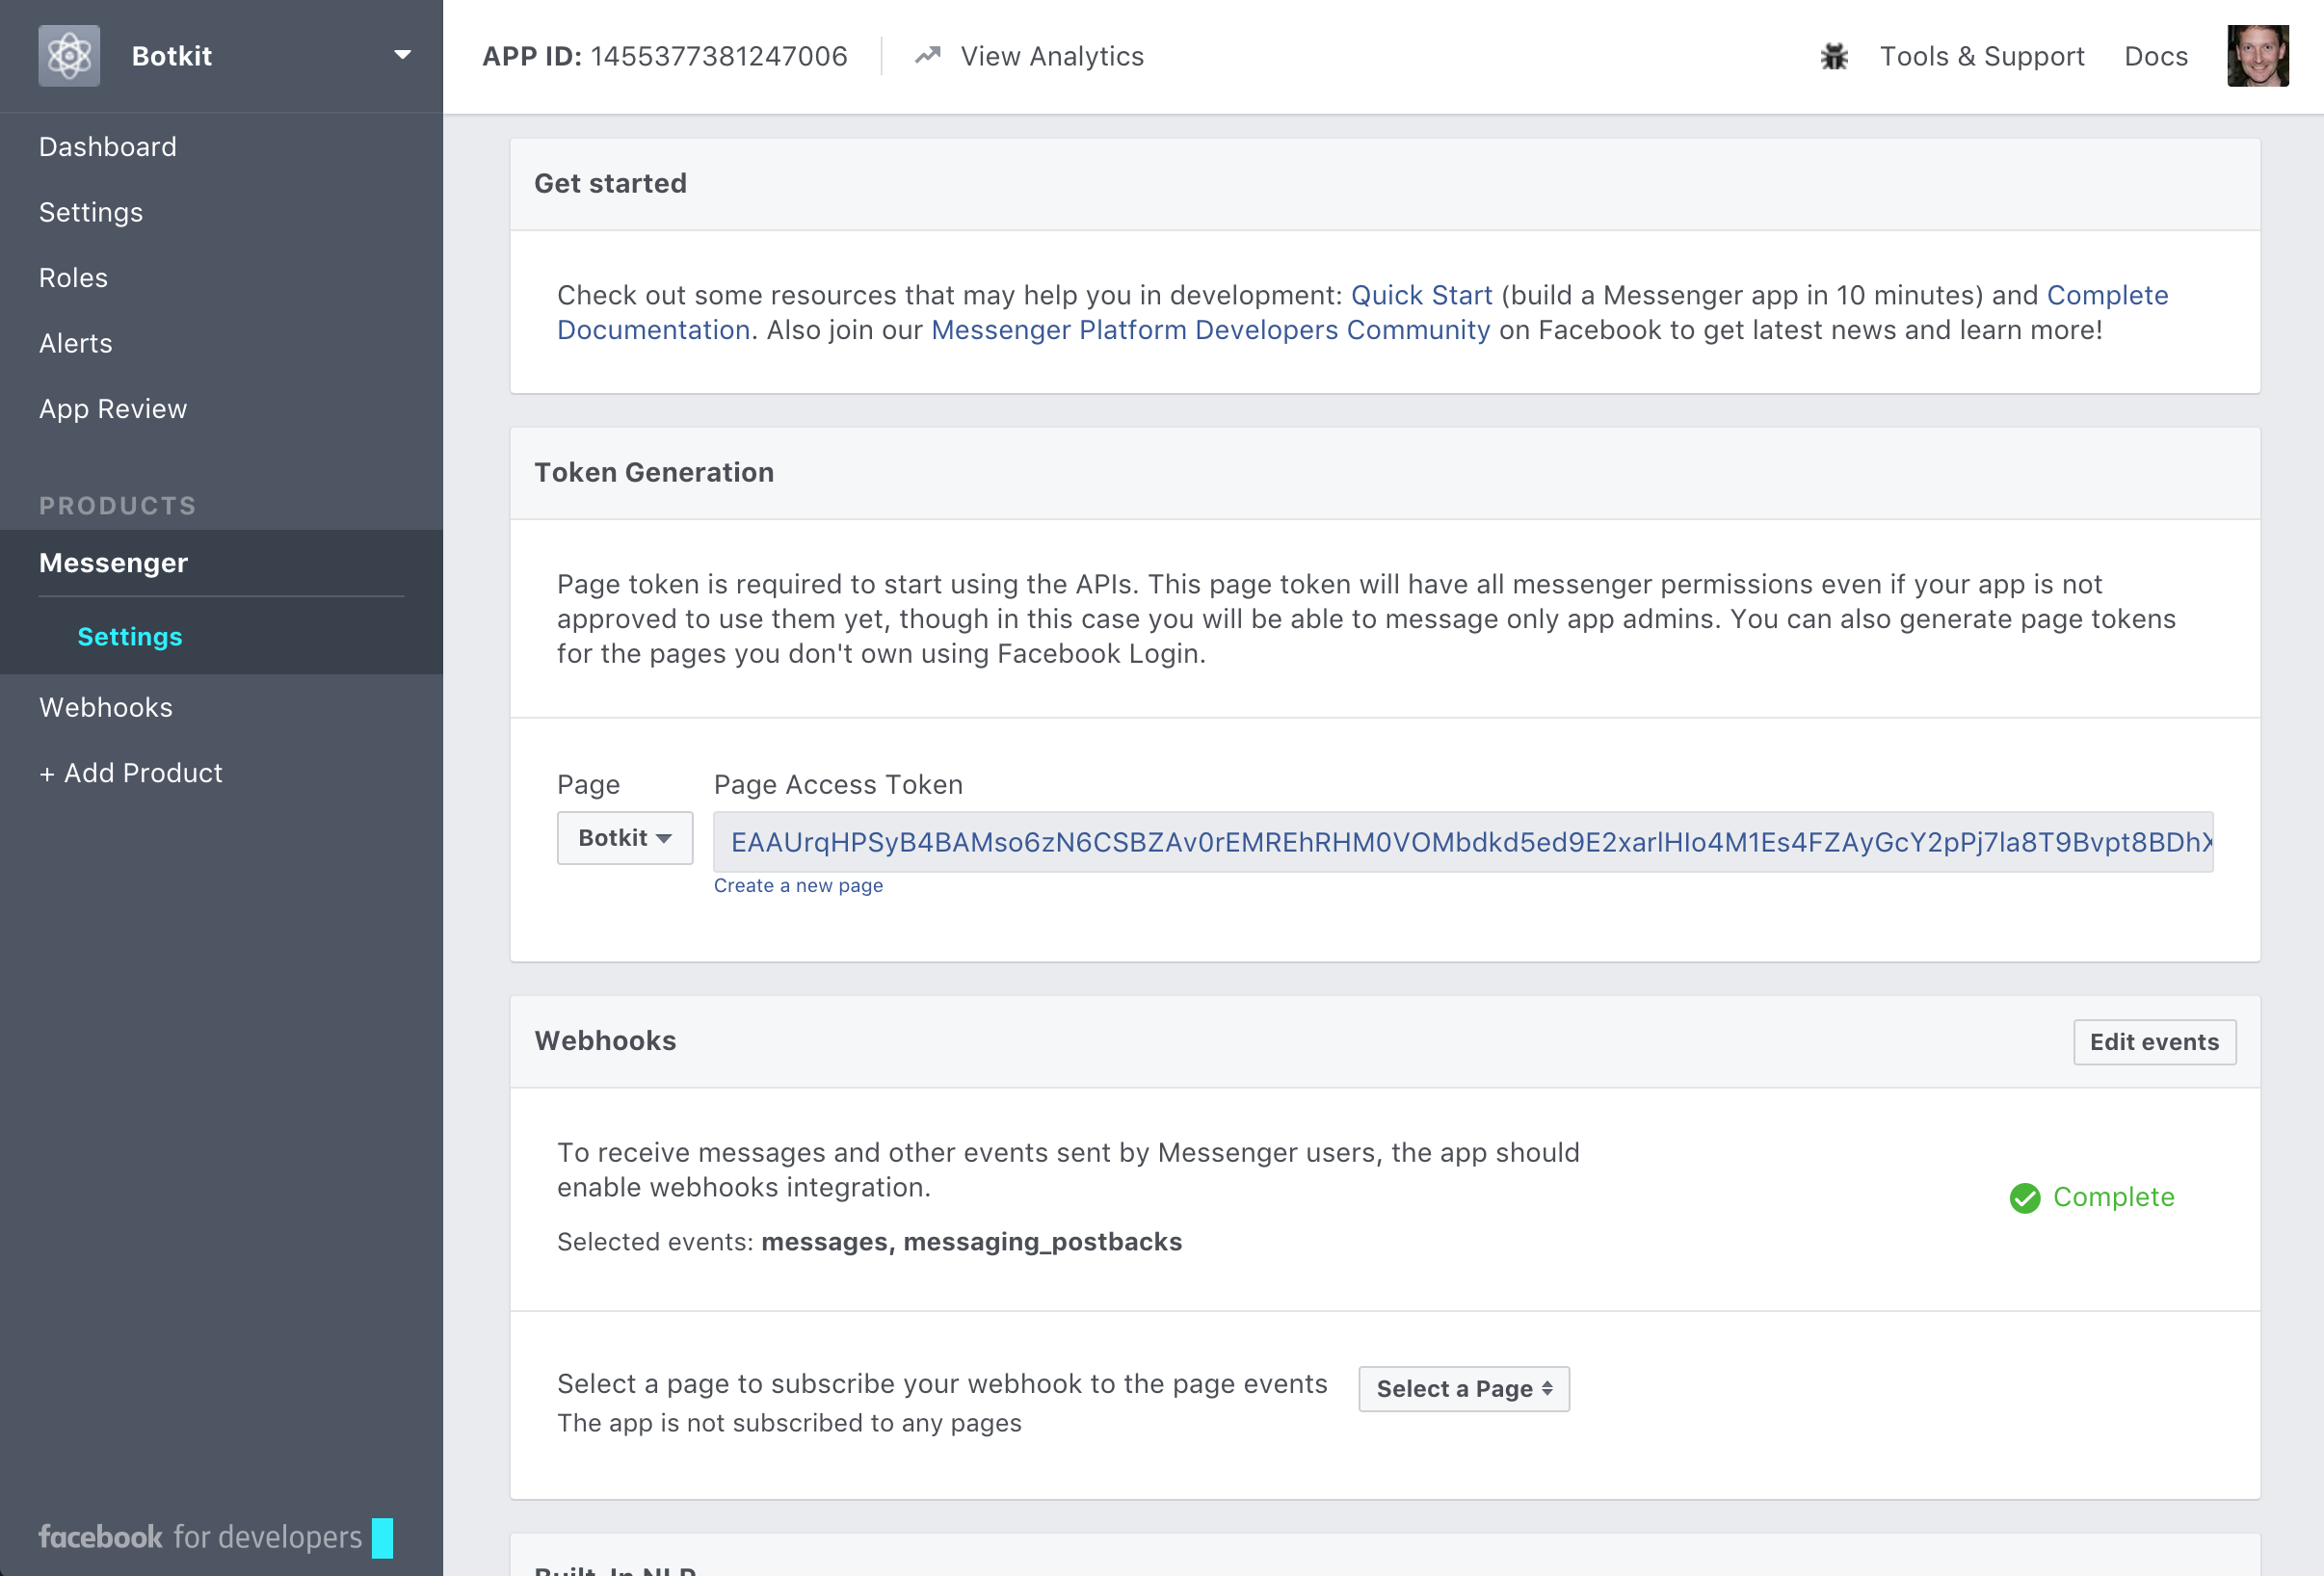 Botkit
APP ID: 1455377381247006
View Analytics
Tools & Support
Docs
Dashboard
Settings
Roles
Alerts
App Review
PRODUCTS
Messenger
Settings
Webhooks
+ Add Product
facebook for developers
Get started
Check out some resources that may help you in development: Quick Start (build a Messenger app in 10 minutes) and Complete
Documentation. Also join our Messenger Platform Developers Community on Facebook to get latest news and learn more!
Token Generation
Page token is required to start using the APIs. This page token will have all messenger permissions even if your app is not
approved to use them yet, though in this case you will be able to message only app admins. You can also generate page tokens
for the pages you don't own using Facebook Login.
Page
Page Access Token
Botkit
EAAUrqHPSyB4BAMso6zN6CSBZAv0rEMREhRHM0VOMbdkd5ed9E2xarlHIo4M1Es4FZAyGcY2pPj7la8T9Bvpt8BDhX
Create a new page
Webhooks
Edit events
To receive messages and other events sent by Messenger users, the app should
enable webhooks integration.
Complete
Selected events: messages, messaging_postbacks
Select a page to subscribe your webhook to the page events
Select a Page
The app is not subscribed to any pages
Built-In NLP